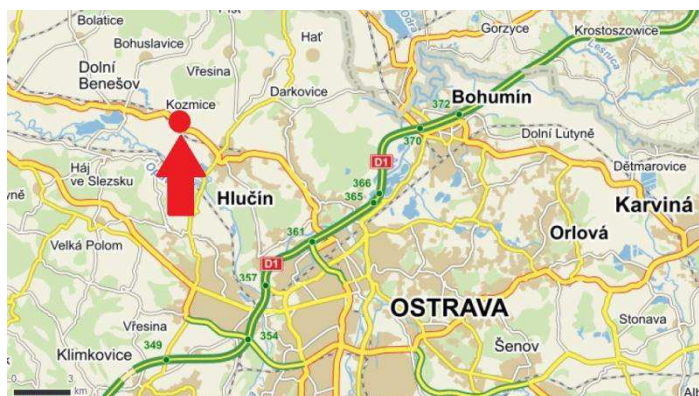 Bolatice
Hať
Gorzyce
Krostoszowice
Bohuslavice
Lesnica
Dolní
Benešov
Vřesina
Darkovice
Kozmice
372
Bohumín
370
Dolní Lutyně
D1
Háj
ve Slezsku
Dětmarovice
366
365
Hlučín
Karviná
361
Orlová
Velká Polom
D1
357
OSTRAVA
Vřesina
Stonava
354
Šenov
349
Klimkovice
3
km